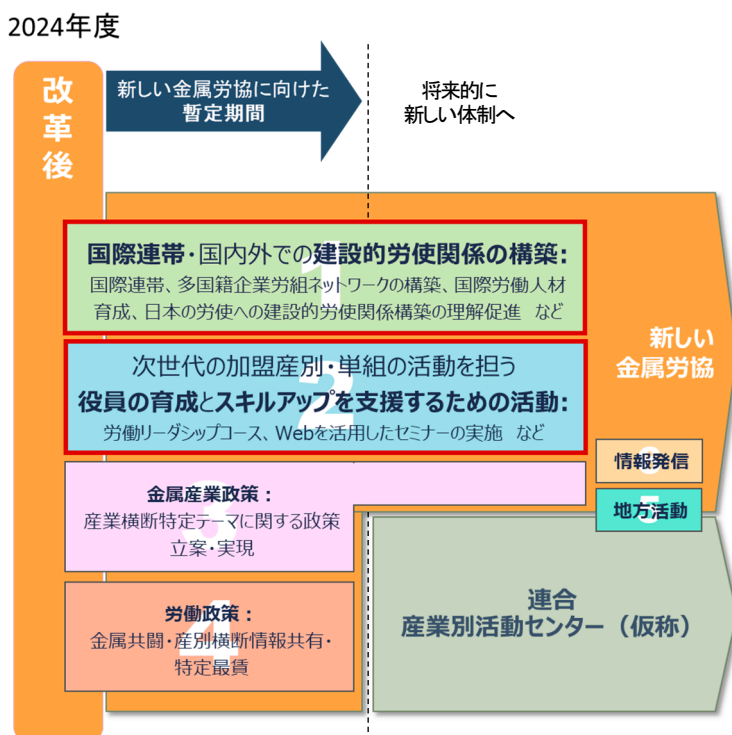 2024年度
改革後
新しい金属労協に向けた
暫定期間
将来的に
新しい体制へ
1
国際連帯・国内外での建設的労使関係の構築：
国際連帯、多国籍企業労組ネットワークの構築、国際労働人材
育成、日本の労使への建設的労使関係構築の理解促進 など
2
次世代の加盟産別・単組の活動を担う
役員の育成とスキルアップを支援するための活動：
労働リーダシップコース、Webを活用したセミナーの実施 など
新しい
金属労協
3
金属産業政策：
産業横断特定テーマに関する政策
立案・実現
情報発信
5
地方活動
4
労働政策：
金属共闘・産別横断情報共有・
特定最賃
連合
産業別活動センター（仮称）